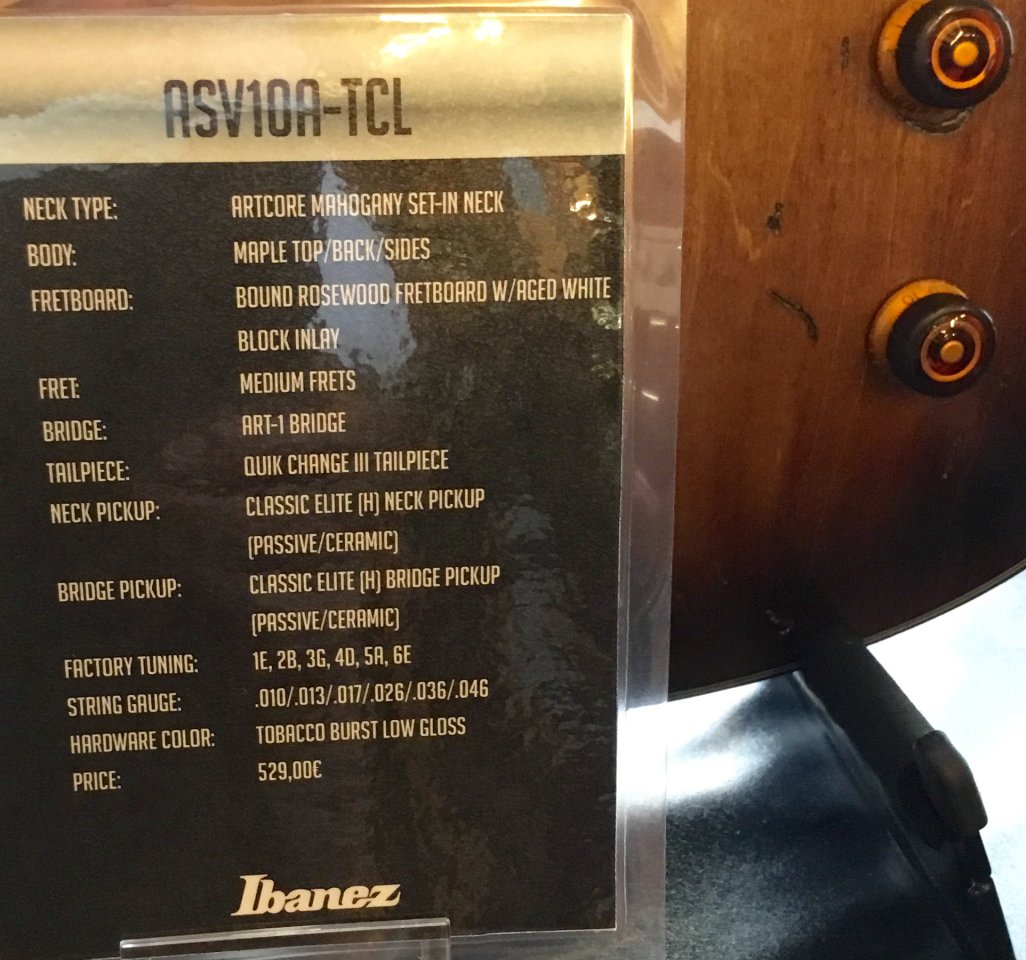 ASV10A-TCL
NECK TYPE: ARTCORE MAHOGANY SET-IN NECK
BODY: MAPLE TOP/BACK/SIDES
FRETBOARD: BOUND ROSEWOOD FRETBOARD W/AGED WHITE
BLOCK INLAY
FRET: MEDIUM FRETS
BRIDGE: ART-1 BRIDGE
TAILPIECE: QUIK CHANGE III TAILPIECE
NECK PICKUP: CLASSIC ELITE (H) NECK PICKUP
(PASSIVE/CERAMIC)
BRIDGE PICKUP: CLASSIC ELITE (H) BRIDGE PICKUP
(PASSIVE/CERAMIC)
FACTORY TUNING: 1E, 2B, 3G, 4D, 5A, 6E
STRING GAUGE: .010/.013/.017/.026/.036/.046
HARDWARE COLOR: TOBACCO BURST LOW GLOSS
PRICE: 529,00€
Ibanez